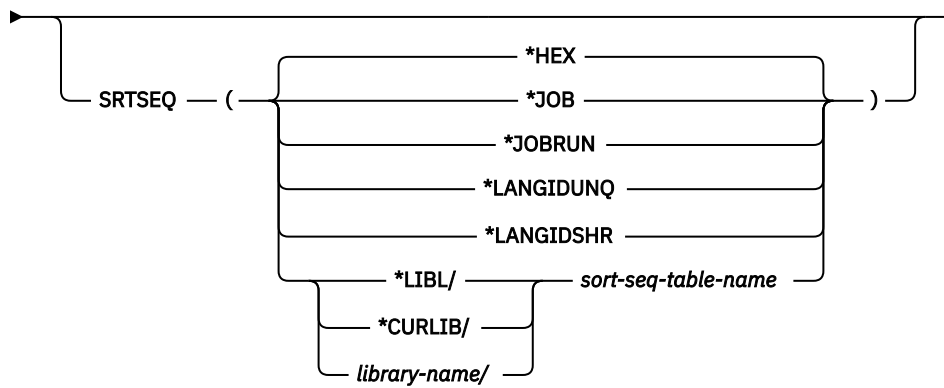 *HEX
SRTSEQ ( *JOB )
*JOBRUN
*LANGIDUNQ
*LANGIDSHR
*LIBL/ sort-seq-table-name
*CURLIB/
library-name/